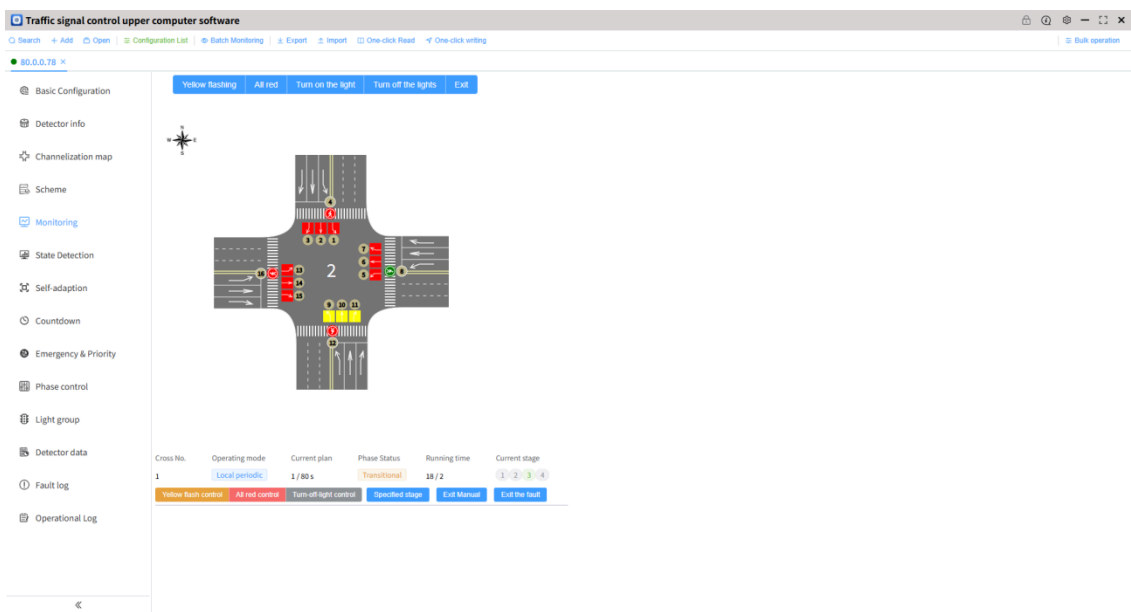 Traffic signal control upper computer software
Search + Add Open Configuration List Batch Monitoring Export Import One-click Read One-click writing Bulk operation
80.0.0.78 ×
Yellow flashing All red Turn on the light Turn off the lights Exit
Basic Configuration
Detector info
Channelization map
Scheme
Monitoring
State Detection
Self-adaption
Countdown
Emergency & Priority
Phase control
Light group
Detector data
Fault log
Operational Log
N
W E
S
4
3 2 1
7
6
5
8
16
13
14
15
2
9 10 11
12
Cross No. Operating mode Current plan Phase Status Running time Current stage
1 Local periodic 1 / 80 s Transitional 18 / 2 1 2 3 4
Yellow flash control All red control Turn-off-light control Specified stage Exit Manual Exit the fault